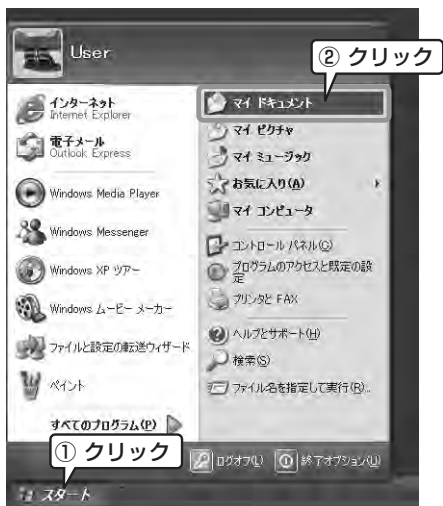 User
② クリック
インターネット
Internet Explorer
電子メール
Outlook Express
Windows Media Player
Windows Messenger
Windows XP ツアー
Windows ムービー メーカー
ファイルと設定の転送ウィザード
ペイント
すべてのプログラム(P)
マイ ドキュメント
マイ ピクチャ
マイ ミュージック
お気に入り(A)
マイ コンピュータ
コントロール パネル(C)
プログラムのアクセスと既定の設
定
プリンタと FAX
ヘルプとサポート(H)
検索(S)
ファイル名を指定して実行(R)...
① クリック
ログオフ(L)
終了オプション(U)
スタート